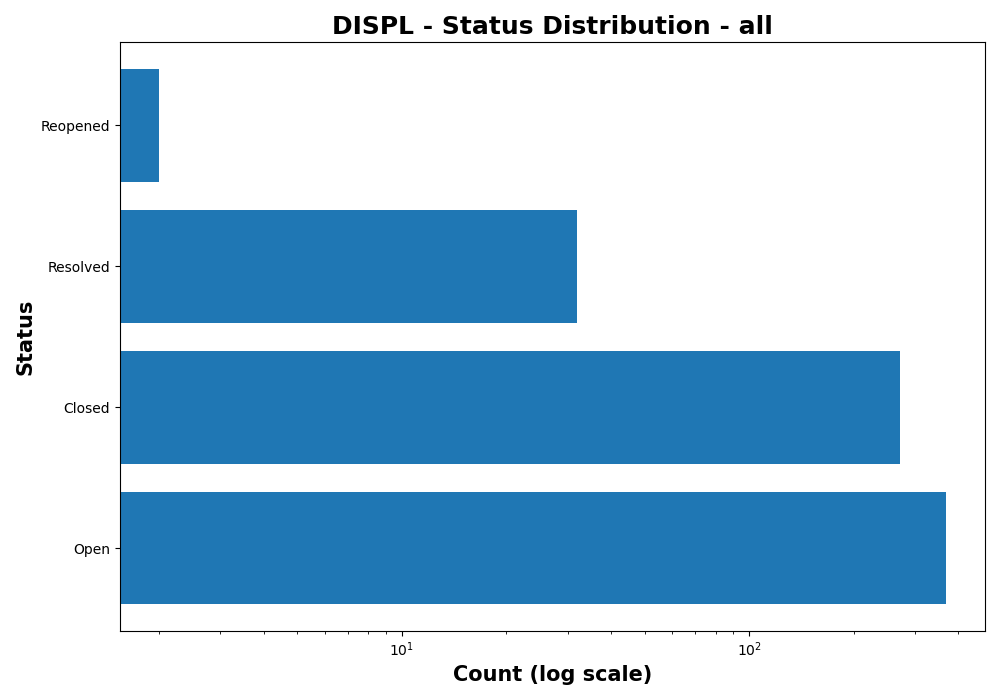 DISPL - Status Distribution - all
Status
Reopened
Resolved
Closed
Open
10¹
10²
Count (log scale)